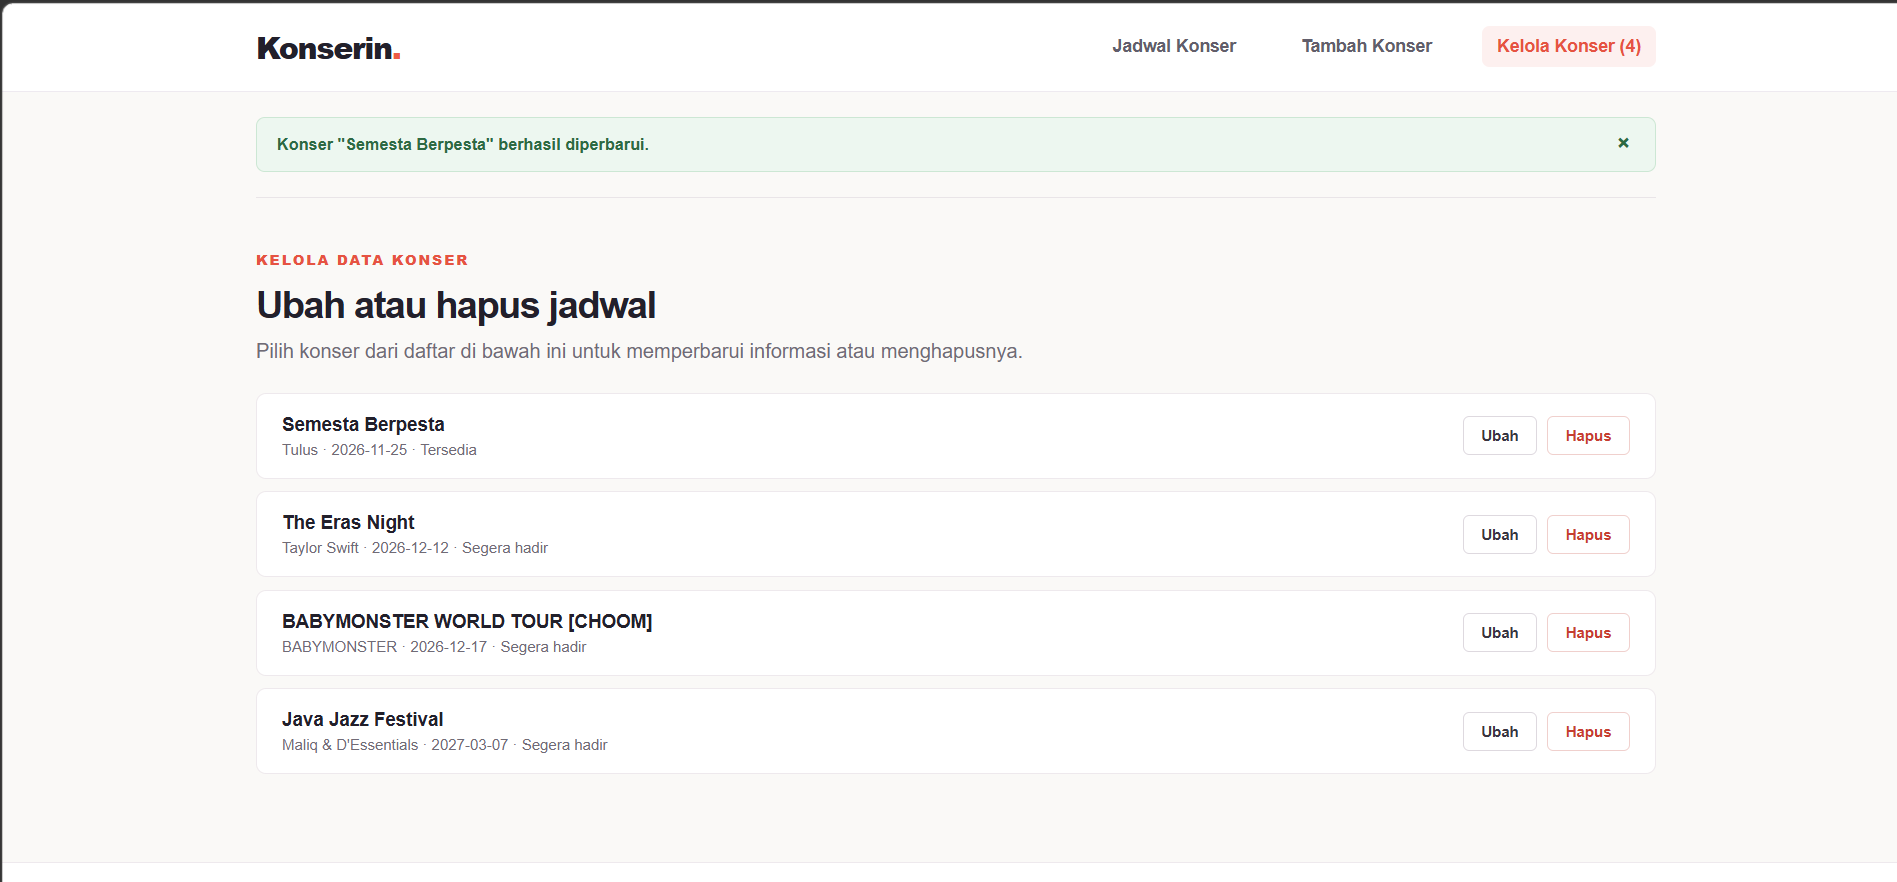 Konserin.
Jadwal Konser
Tambah Konser
Kelola Konser (4)
Konser "Semesta Berpesta" berhasil diperbarui.
×
KELOLA DATA KONSER
Ubah atau hapus jadwal
Pilih konser dari daftar di bawah ini untuk memperbarui informasi atau menghapusnya.
Semesta Berpesta
Tulus · 2026-11-25 · Tersedia
Ubah
Hapus
The Eras Night
Taylor Swift · 2026-12-12 · Segera hadir
Ubah
Hapus
BABYMONSTER WORLD TOUR [CHOOM]
BABYMONSTER · 2026-12-17 · Segera hadir
Ubah
Hapus
Java Jazz Festival
Maliq & D'Essentials · 2027-03-07 · Segera hadir
Ubah
Hapus